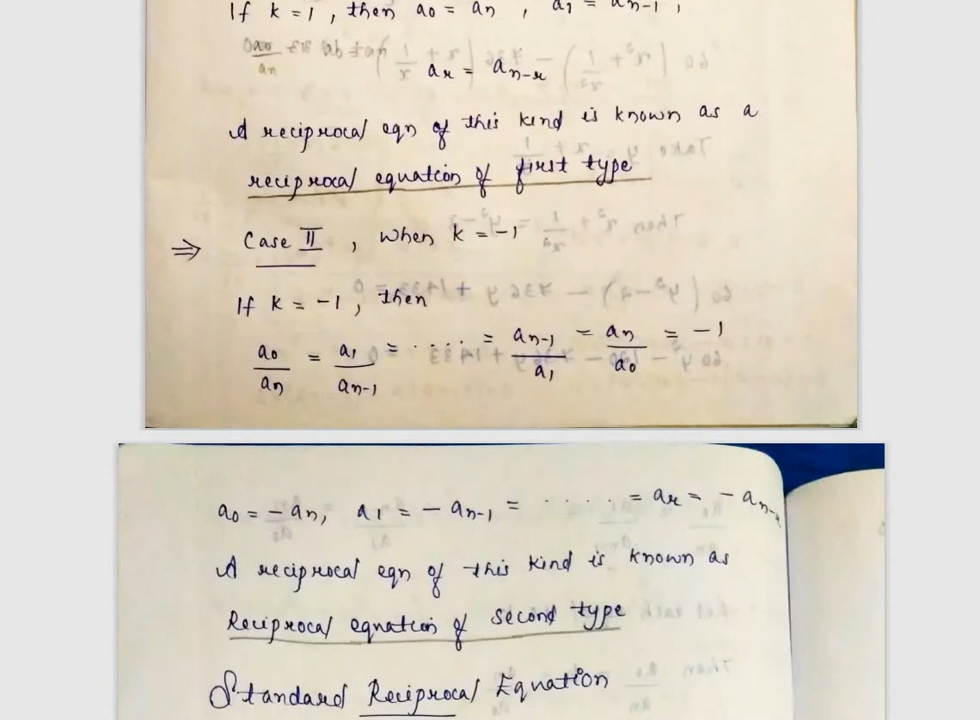 If k = 1, then a0 = an, a1 = an-1,
ar = an-r
A reciprocal eqn of this kind is known as a
reciprocal equation of first type
⇒ Case II, when k = -1
If k = -1, then
a0/an = a1/an-1 = ..... = an-1/a1 = an/a0 = -1
a0 = -an, a1 = -an-1 = ..... = ar = -an-r
A reciprocal eqn of this kind is known as
Reciprocal equation of second type
Standard Reciprocal Equation